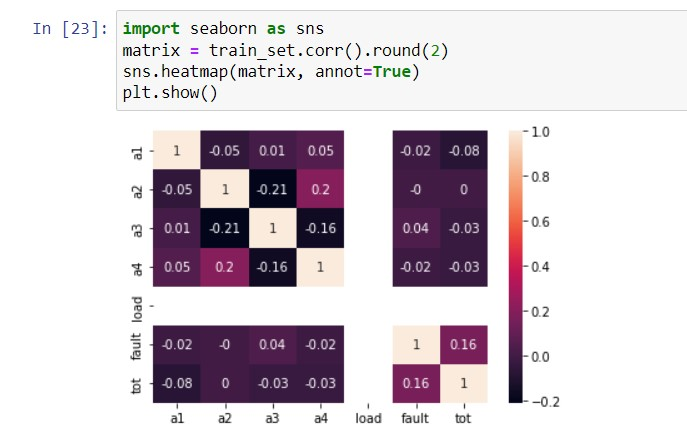 In [23]: import seaborn as sns
matrix = train_set.corr().round(2)
sns.heatmap(matrix, annot=True)
plt.show()
a1 1 -0.05 0.01 0.05 -0.02 -0.08
a2 -0.05 1 -0.21 0.2 -0 0
a3 0.01 -0.21 1 -0.16 0.04 -0.03
a4 0.05 0.2 -0.16 1 -0.02 -0.03
load
fault -0.02 -0 0.04 -0.02 1 0.16
tot -0.08 0 -0.03 -0.03 0.16 1
a1 a2 a3 a4 load fault tot
1.0
0.8
0.6
0.4
0.2
0.0
−0.2